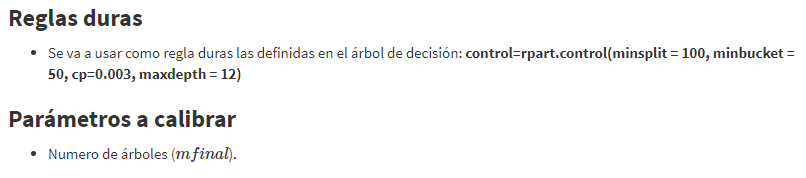 Reglas duras
• Se va a usar como regla duras las definidas en el árbol de decisión: control=rpart.control(minsplit = 100, minbucket =
50, cp=0.003, maxdepth = 12)
Parámetros a calibrar
• Numero de árboles (mfinal).